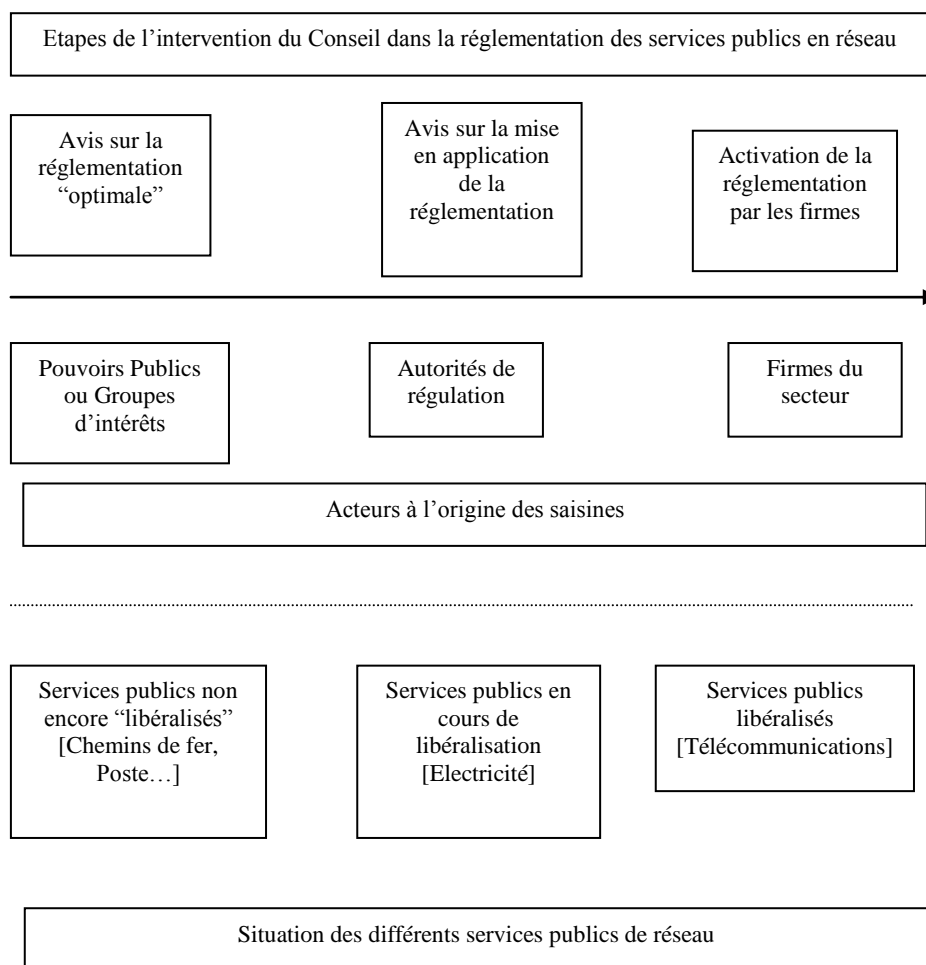 Etapes de l’intervention du Conseil dans la réglementation des services publics en réseau
Avis sur la
réglementation
“optimale”
Avis sur la mise
en application
de la
réglementation
Activation de la
réglementation
par les firmes
Pouvoirs Publics
ou Groupes
d’intérêts
Autorités de
régulation
Firmes du
secteur
Acteurs à l’origine des saisines
Services publics non
encore “libéralisés”
[Chemins de fer,
Poste…]
Services publics en
cours de
libéralisation
[Electricité]
Services publics
libéralisés
[Télécommunications]
Situation des différents services publics de réseau